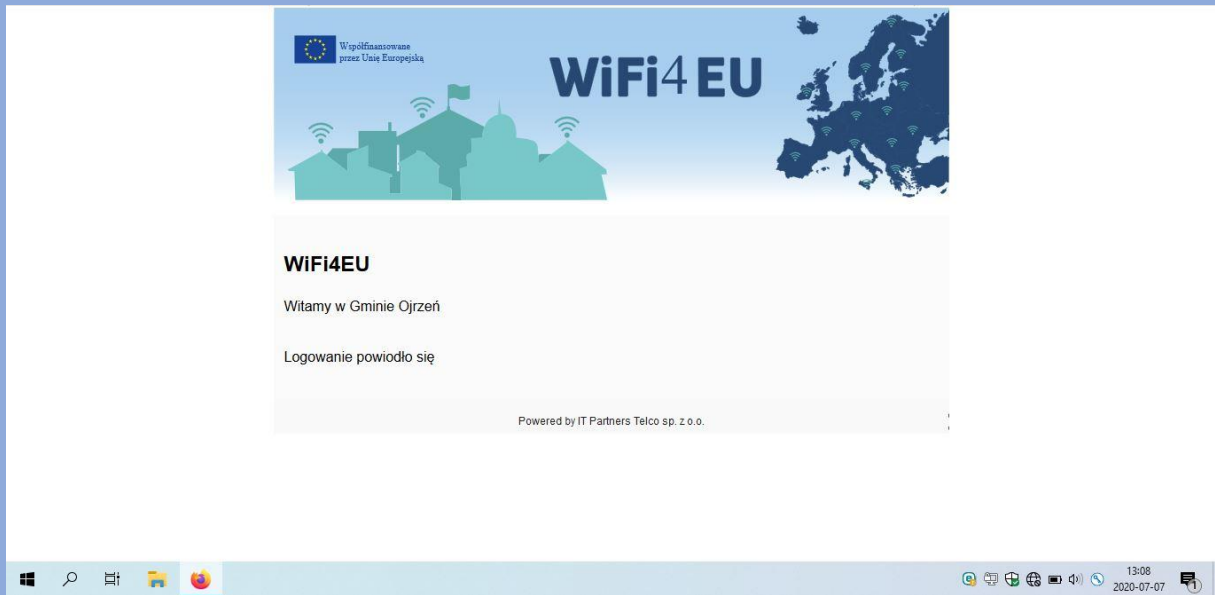 Współfinansowane
przez Unię Europejską
WiFi4EU
WiFi4EU
Witamy w Gminie Ojrzeń
Logowanie powiodło się
Powered by IT Partners Telco sp. z o.o.
13:08
2020-07-07
1